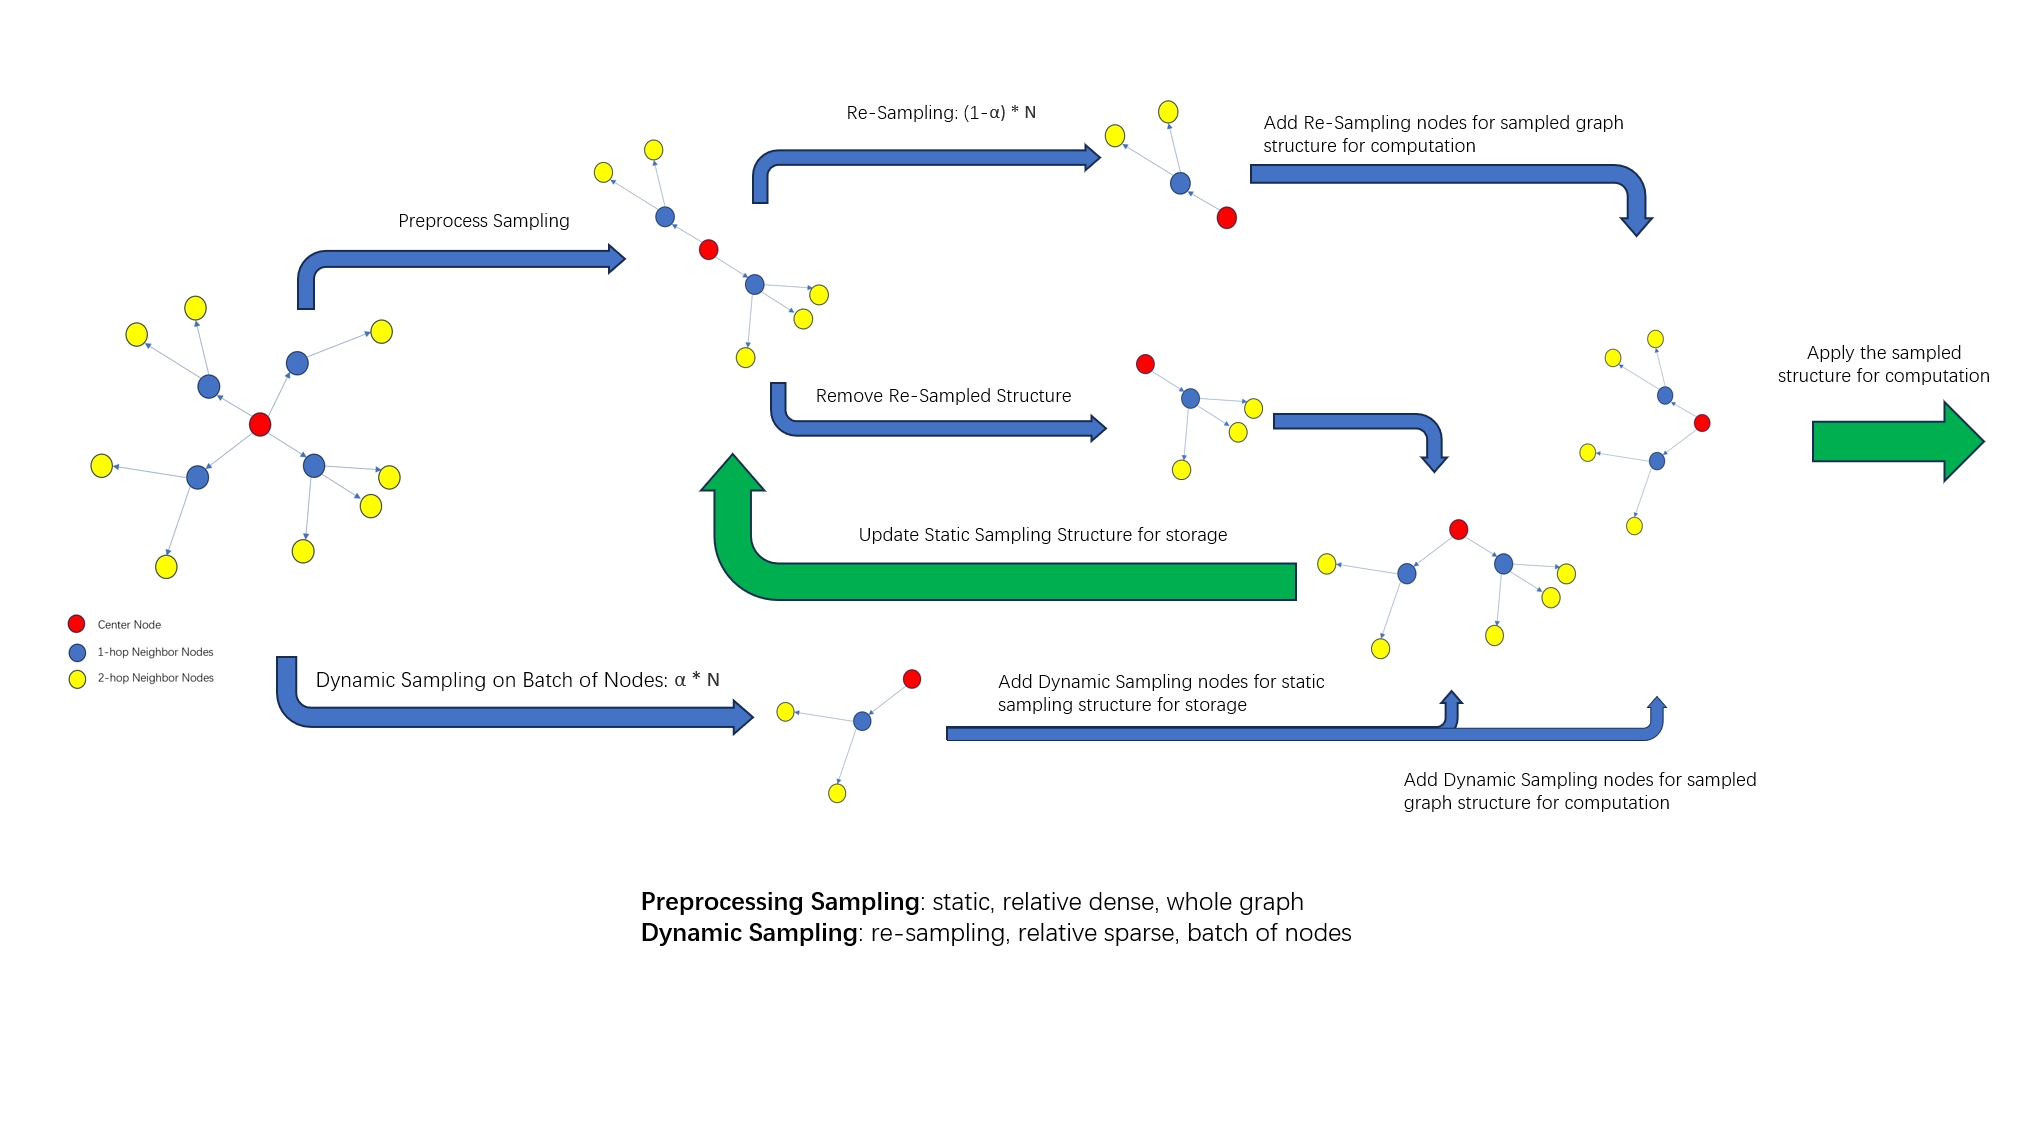 Re-Sampling: (1-α) * N
Add Re-Sampling nodes for sampled graph
structure for computation
Preprocess Sampling
Apply the sampled
structure for computation
Remove Re-Sampled Structure
Update Static Sampling Structure for storage
Center Node
1-hop Neighbor Nodes
2-hop Neighbor Nodes
Dynamic Sampling on Batch of Nodes: α * N
Add Dynamic Sampling nodes for static
sampling structure for storage
Add Dynamic Sampling nodes for sampled
graph structure for computation
Preprocessing Sampling: static, relative dense, whole graph
Dynamic Sampling: re-sampling, relative sparse, batch of nodes